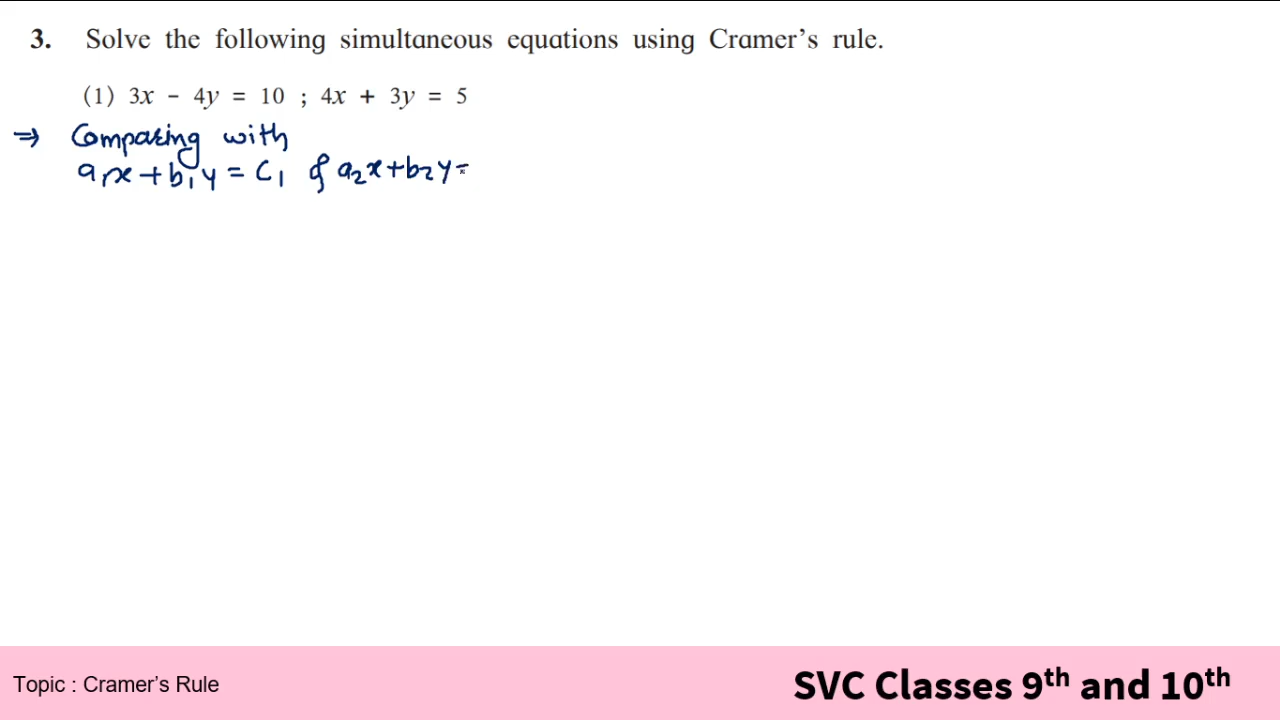 3. Solve the following simultaneous equations using Cramer's rule.
(1) 3x - 4y = 10 ; 4x + 3y = 5
⇒ Comparing with
a₁x + b₁y = c₁ & a₂x + b₂y =
Topic : Cramer's Rule
SVC Classes 9th and 10th